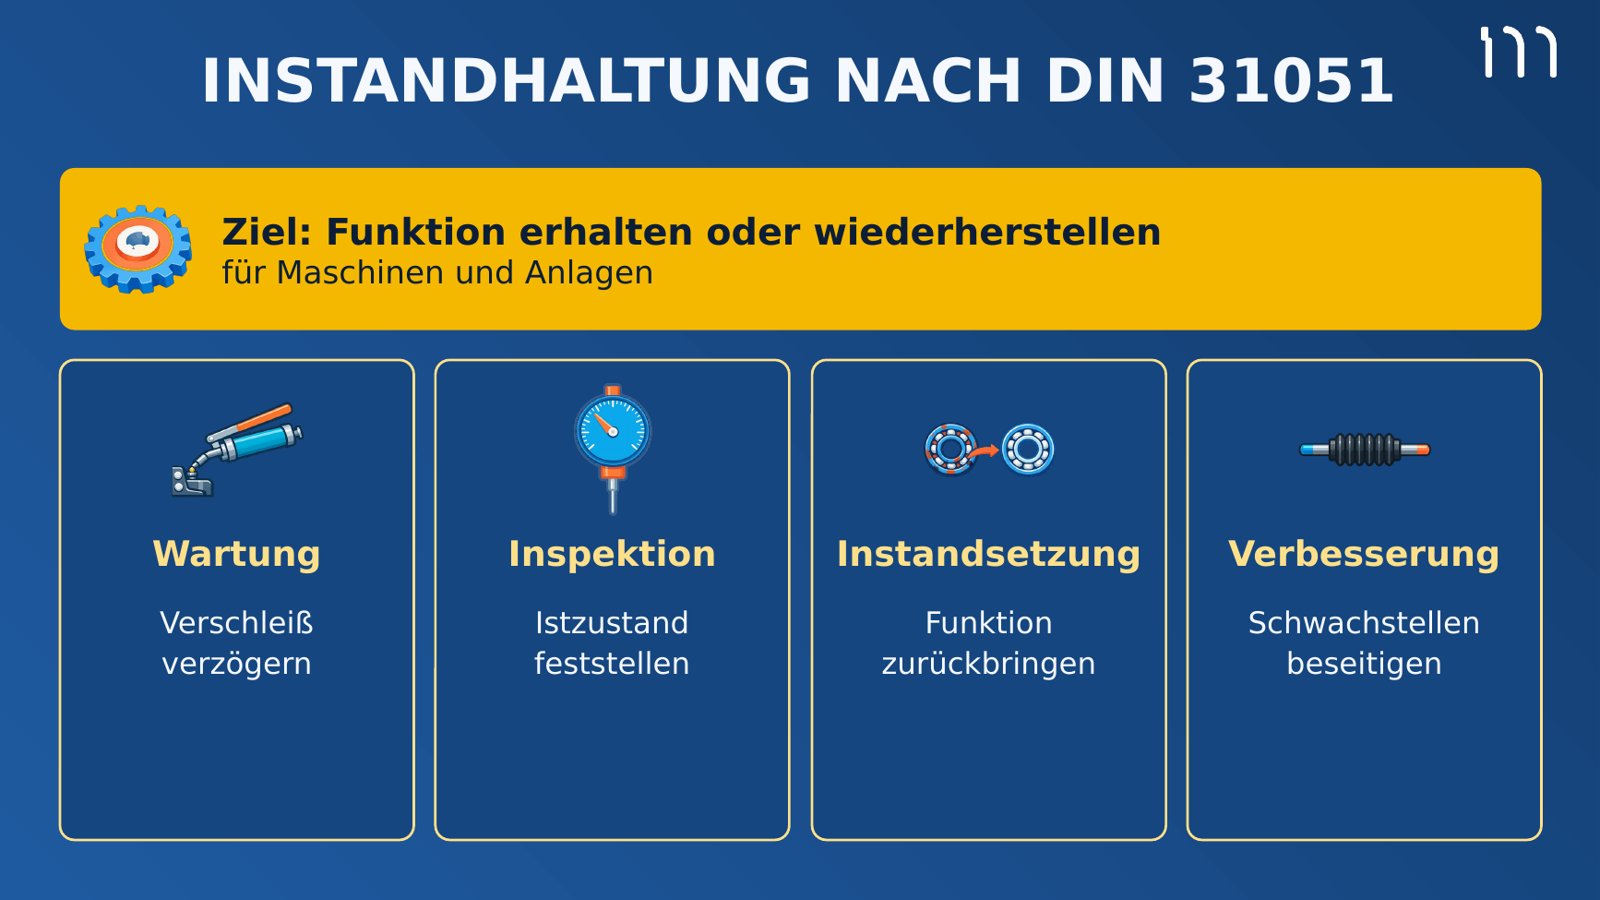 INSTANDHALTUNG NACH DIN 31051
m
Ziel: Funktion erhalten oder wiederherstellen
für Maschinen und Anlagen
Wartung
Verschleiß
verzögern
Inspektion
Istzustand
feststellen
Instandsetzung
Funktion
zurückbringen
Verbesserung
Schwachstellen
beseitigen